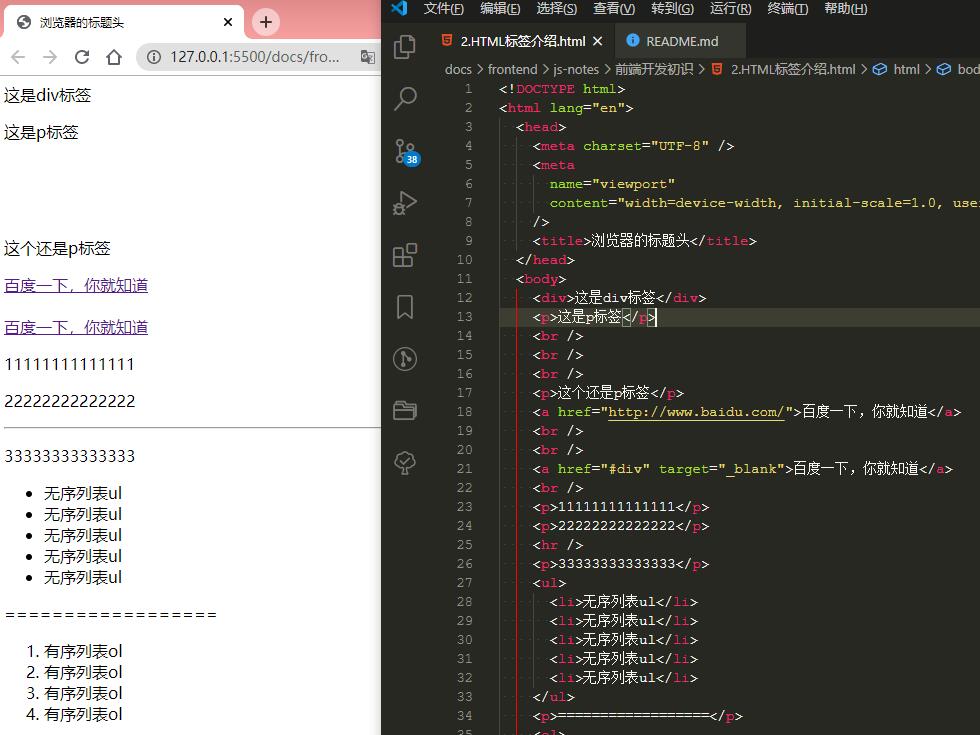 浏览器的标题头
127.0.0.1:5500/docs/fro...
这是div标签
这是p标签
这个还是p标签
百度一下，你就知道
百度一下，你就知道
11111111111111
22222222222222
33333333333333
无序列表ul
无序列表ul
无序列表ul
无序列表ul
无序列表ul
==================
1. 有序列表ol
2. 有序列表ol
3. 有序列表ol
4. 有序列表ol
文件(F) 编辑(E) 选择(S) 查看(V) 转到(G) 运行(R) 终端(T) 帮助(H)
2.HTML标签介绍.html README.md
docs > frontend > js-notes > 前端开发初识 > 2.HTML标签介绍.html > html > bod
38
1 <!DOCTYPE html>
2 <html lang="en">
3 <head>
4 <meta charset="UTF-8" />
5 <meta
6 name="viewport"
7 content="width=device-width, initial-scale=1.0, use
8 />
9 <title>浏览器的标题头</title>
10 </head>
11 <body>
12 <div>这是div标签</div>
13 <p>这是p标签</p>
14 <br />
15 <br />
16 <br />
17 <p>这个还是p标签</p>
18 <a href="http://www.baidu.com/">百度一下，你就知道</a>
19 <br />
20 <br />
21 <a href="#div" target="_blank">百度一下，你就知道</a>
22 <br />
23 <p>11111111111111</p>
24 <p>22222222222222</p>
25 <hr />
26 <p>33333333333333</p>
27 <ul>
28 <li>无序列表ul</li>
29 <li>无序列表ul</li>
30 <li>无序列表ul</li>
31 <li>无序列表ul</li>
32 <li>无序列表ul</li>
33 </ul>
34 <p>==================</p>
35 <ol>